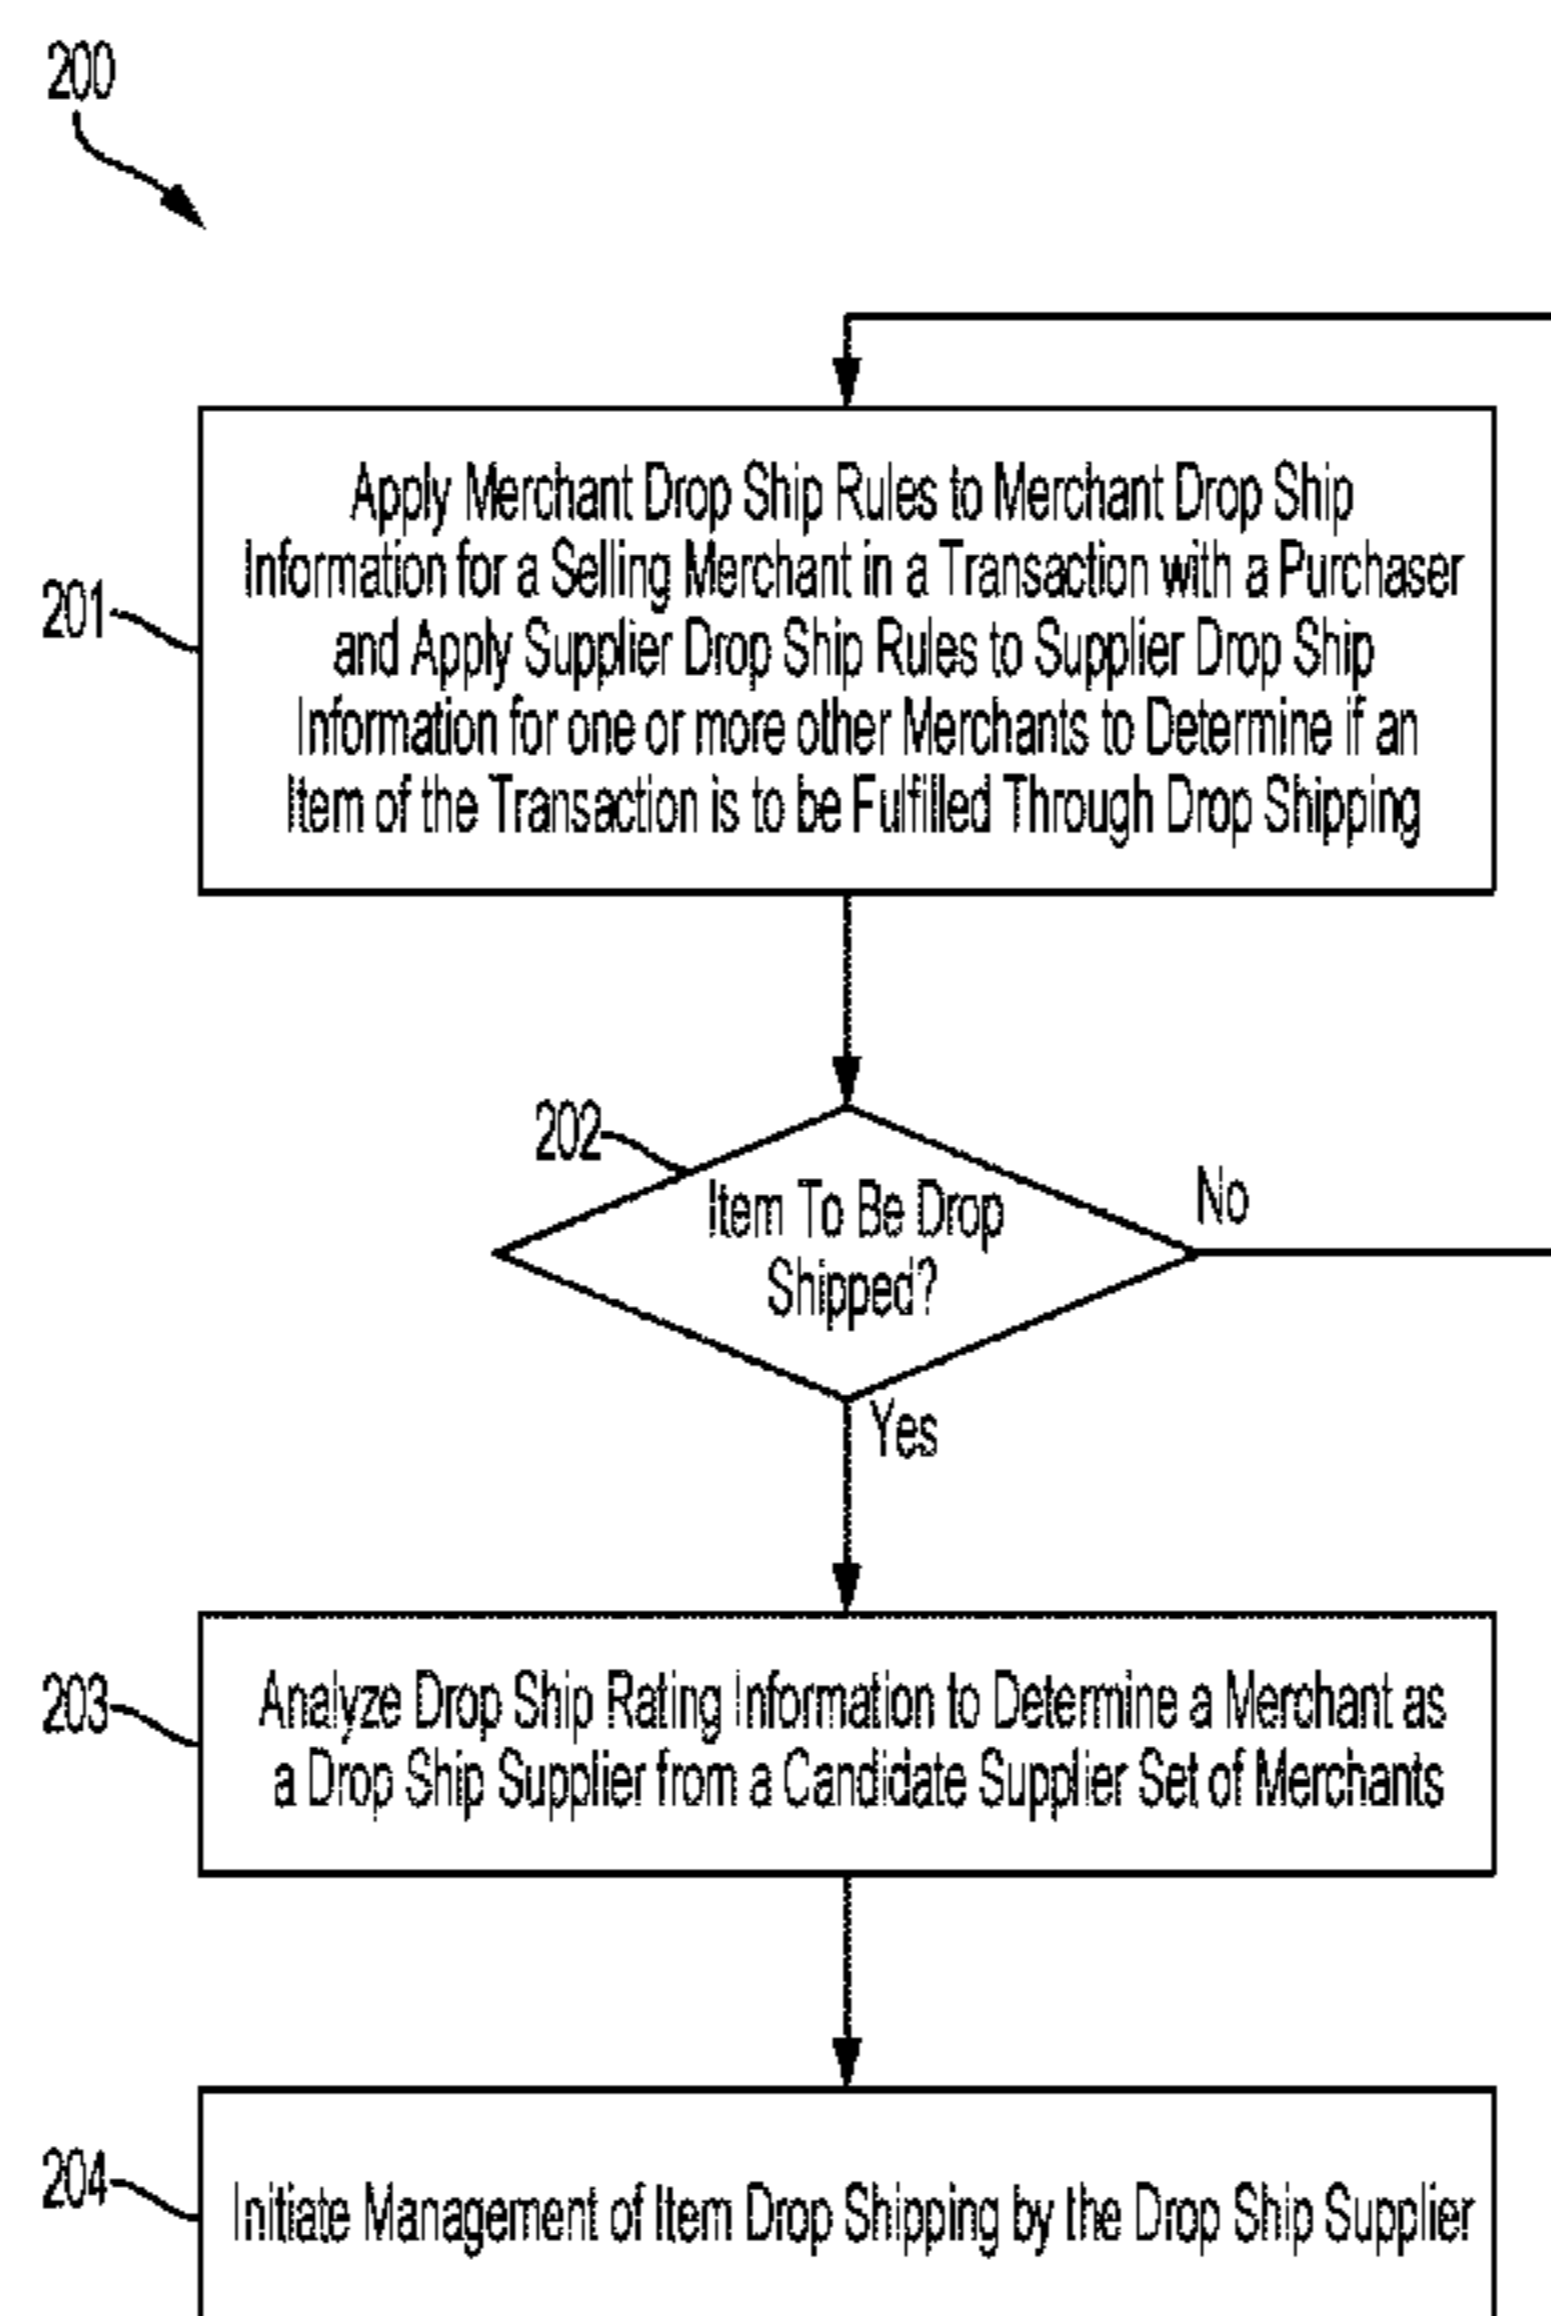 200
Apply Merchant Drop Ship Rules to Merchant Drop Ship
Information for a Selling Merchant in a Transaction with a Purchaser
and Apply Supplier Drop Ship Rules to Supplier Drop Ship
Information for one or more other Merchants to Determine if an
Item of the Transaction is to be Fulfilled Through Drop Shipping
201
202
Item To Be Drop
Shipped?
No
Yes
203
Analyze Drop Ship Rating Information to Determine a Merchant as
a Drop Ship Supplier from a Candidate Supplier Set of Merchants
204
Initiate Management of Item Drop Shipping by the Drop Ship Supplier